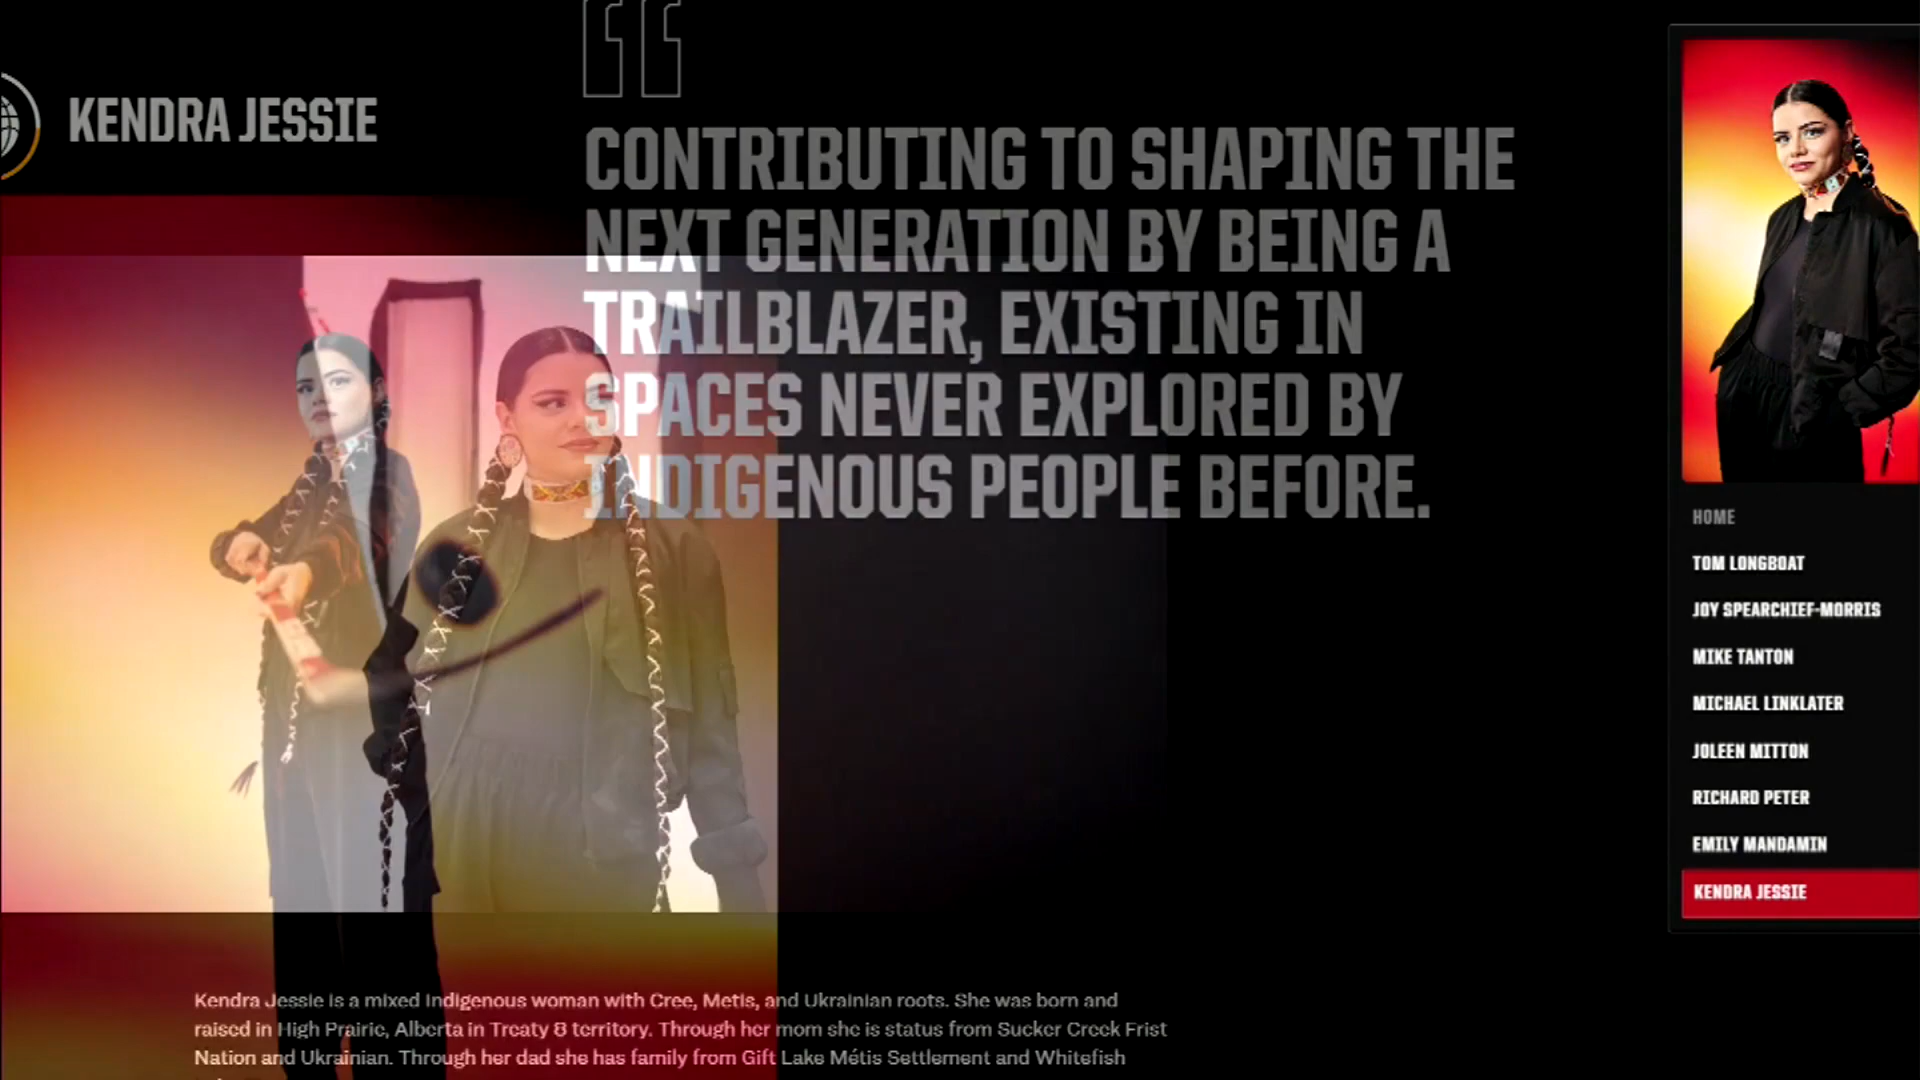 KENDRA JESSIE
CONTRIBUTING TO SHAPING THE
NEXT GENERATION BY BEING A
TRAILBLAZER, EXISTING IN
SPACES NEVER EXPLORED BY
INDIGENOUS PEOPLE BEFORE.
HOME
TOM LONGBOAT
JOY SPEARCHIEF-MORRIS
MIKE TANTON
MICHAEL LINKLATER
JOLEEN MITTON
RICHARD PETER
EMILY MANDAMIN
KENDRA JESSIE
Kendra Jessie is a mixed Indigenous woman with Cree, Metis, and Ukrainian roots. She was born and
raised in High Prairie, Alberta in Treaty 8 territory. Through her mom she is status from Sucker Creek Frist
Nation and Ukrainian. Through her dad she has family from Gift Lake Métis Settlement and Whitefish